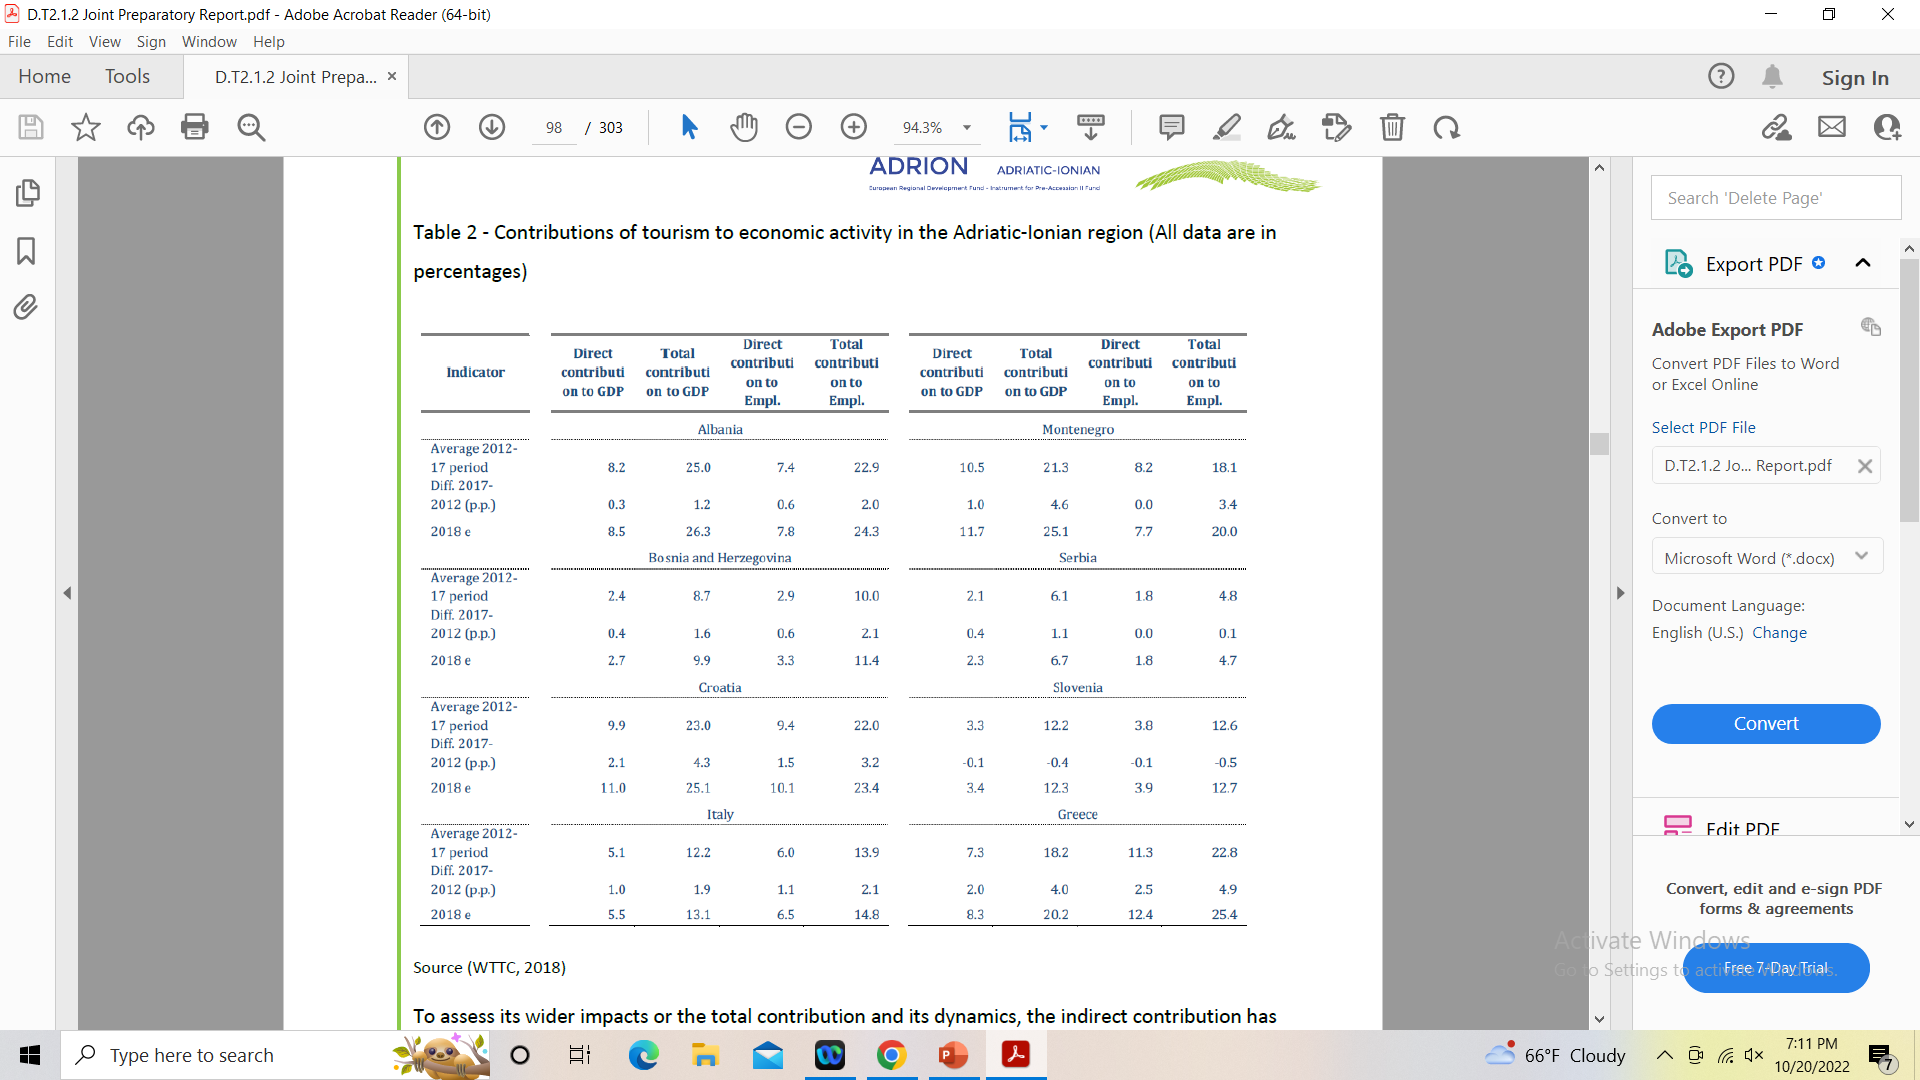 D.T2.1.2 Joint Preparatory Report.pdf - Adobe Acrobat Reader (64-bit)
File Edit View Sign Window Help
Home Tools D.T2.1.2 Joint Prepa... × Sign In
98 / 303 94.3%
ADRION ADRIATIC-IONIAN
European Regional Development Fund - Instrument for Pre-Accession II Fund
Table 2 - Contributions of tourism to economic activity in the Adriatic-Ionian region (All data are in
percentages)
Indicator
Direct contributi on to GDP
Total contributi on to GDP
Direct contributi on to Empl.
Total contributi on to Empl.
Direct contributi on to GDP
Total contributi on to GDP
Direct contributi on to Empl.
Total contributi on to Empl.
Albania Montenegro
Average 2012-
17 period 8.2 25.0 7.4 22.9 10.5 21.3 8.2 18.1
Diff. 2017-
2012 (p.p.) 0.3 1.2 0.6 2.0 1.0 4.6 0.0 3.4
2018 e 8.5 26.3 7.8 24.3 11.7 25.1 7.7 20.0
Bosnia and Herzegovina Serbia
Average 2012-
17 period 2.4 8.7 2.9 10.0 2.1 6.1 1.8 4.8
Diff. 2017-
2012 (p.p.) 0.4 1.6 0.6 2.1 0.4 1.1 0.0 0.1
2018 e 2.7 9.9 3.3 11.4 2.3 6.7 1.8 4.7
Croatia Slovenia
Average 2012-
17 period 9.9 23.0 9.4 22.0 3.3 12.2 3.8 12.6
Diff. 2017-
2012 (p.p.) 2.1 4.3 1.5 3.2 -0.1 -0.4 -0.1 -0.5
2018 e 11.0 25.1 10.1 23.4 3.4 12.3 3.9 12.7
Italy Greece
Average 2012-
17 period 5.1 12.2 6.0 13.9 7.3 18.2 11.3 22.8
Diff. 2017-
2012 (p.p.) 1.0 1.9 1.1 2.1 2.0 4.0 2.5 4.9
2018 e 5.5 13.1 6.5 14.8 8.3 20.2 12.4 25.4
Source (WTTC, 2018)
To assess its wider impacts or the total contribution and its dynamics, the indirect contribution has
Search 'Delete Page'
Export PDF
Adobe Export PDF
Convert PDF Files to Word
or Excel Online
Select PDF File
D.T2.1.2 Jo... Report.pdf
Convert to
Microsoft Word (*.docx)
Document Language:
English (U.S.) Change
Convert
Edit PDF
Convert, edit and e-sign PDF
forms & agreements
Free 7-Day Trial
Activate Windows
Go to Settings to activate Windows.
Type here to search
66°F Cloudy
7:11 PM
10/20/2022
7